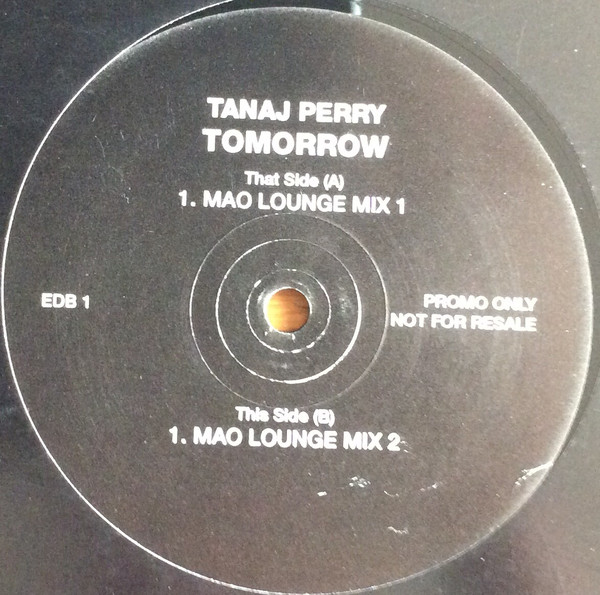 TANAJ PERRY
TOMORROW
That Side (A)
1. MAO LOUNGE MIX 1
EDB 1
PROMO ONLY
NOT FOR RESALE
This Side (B)
1. MAO LOUNGE MIX 2